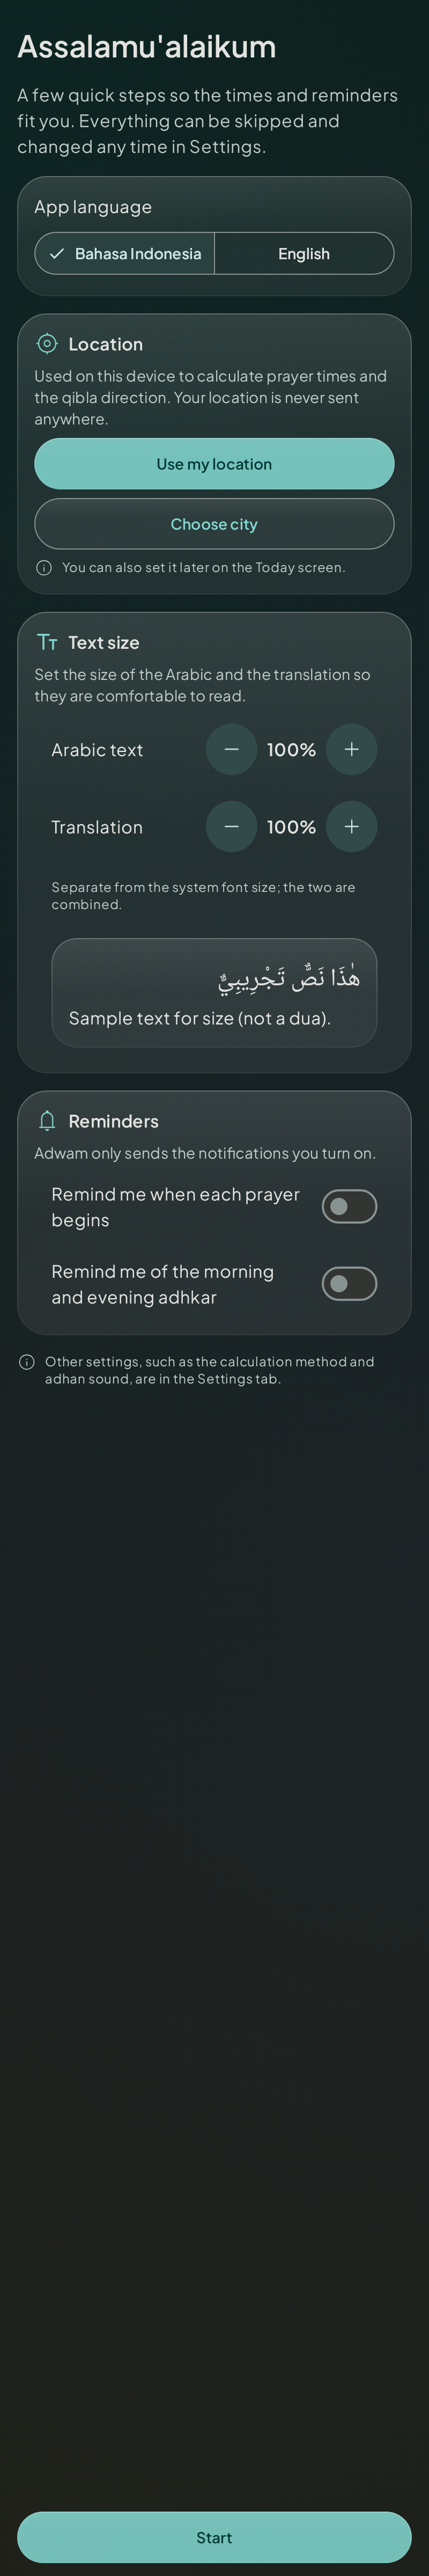 Assalamu'alaikum
A few quick steps so the times and reminders
fit you. Everything can be skipped and
changed any time in Settings.
App language
Bahasa Indonesia
English
Location
Used on this device to calculate prayer times and
the qibla direction. Your location is never sent
anywhere.
Use my location
Choose city
You can also set it later on the Today screen.
Text size
Set the size of the Arabic and the translation so
they are comfortable to read.
Arabic text
100%
Translation
100%
Separate from the system font size; the two are
combined.
هٰذَا نَصٌّ تَجْرِيبِيٌّ
Sample text for size (not a dua).
Reminders
Adwam only sends the notifications you turn on.
Remind me when each prayer
begins
Remind me of the morning
and evening adhkar
Other settings, such as the calculation method and
adhan sound, are in the Settings tab.
Start